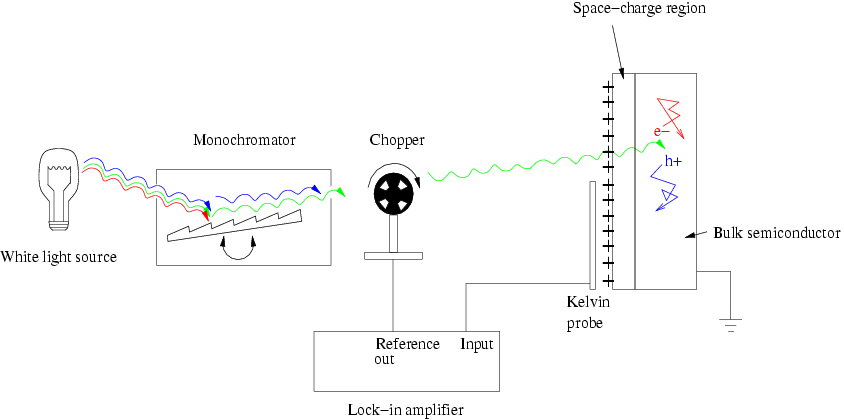 Space−charge region
Monochromator
Chopper
e−
h+
White light source
Bulk semiconductor
Kelvin
probe
Reference
out
Input
Lock−in amplifier